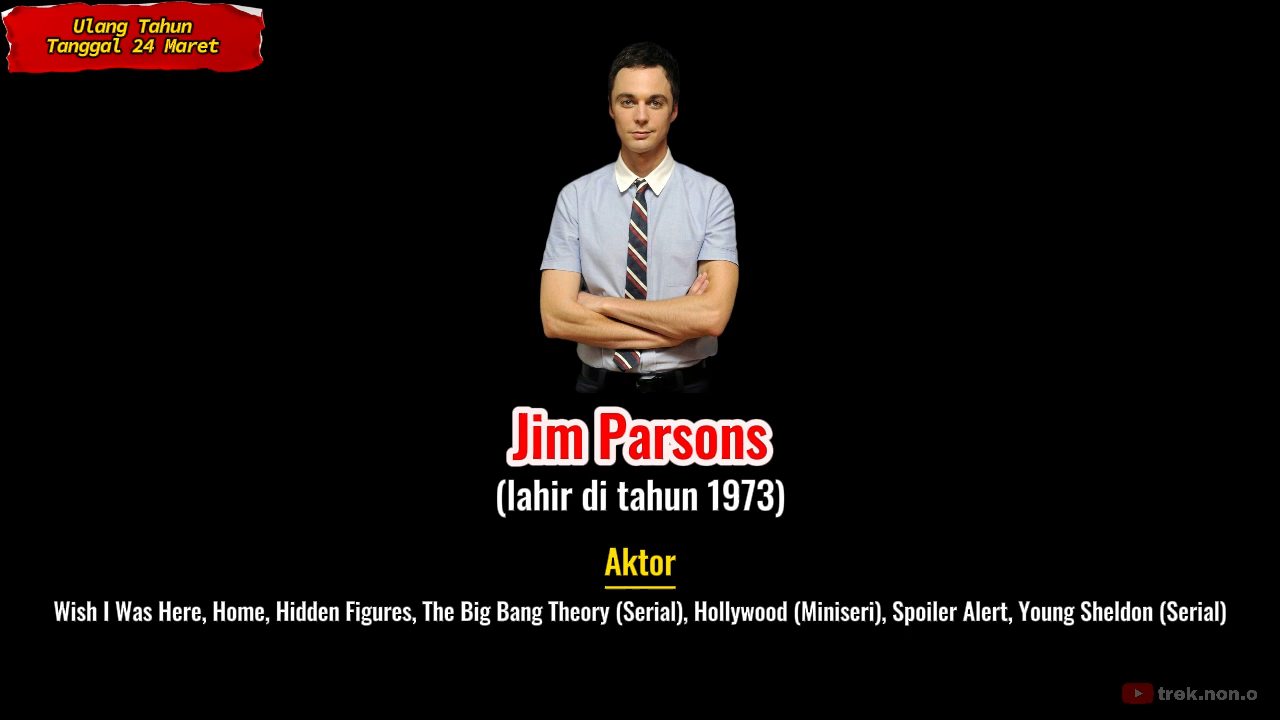 Ulang Tahun
Tanggal 24 Maret
Jim Parsons
(lahir di tahun 1973)
Aktor
Wish I Was Here, Home, Hidden Figures, The Big Bang Theory (Serial), Hollywood (Miniseri), Spoiler Alert, Young Sheldon (Serial)
trek.non.o